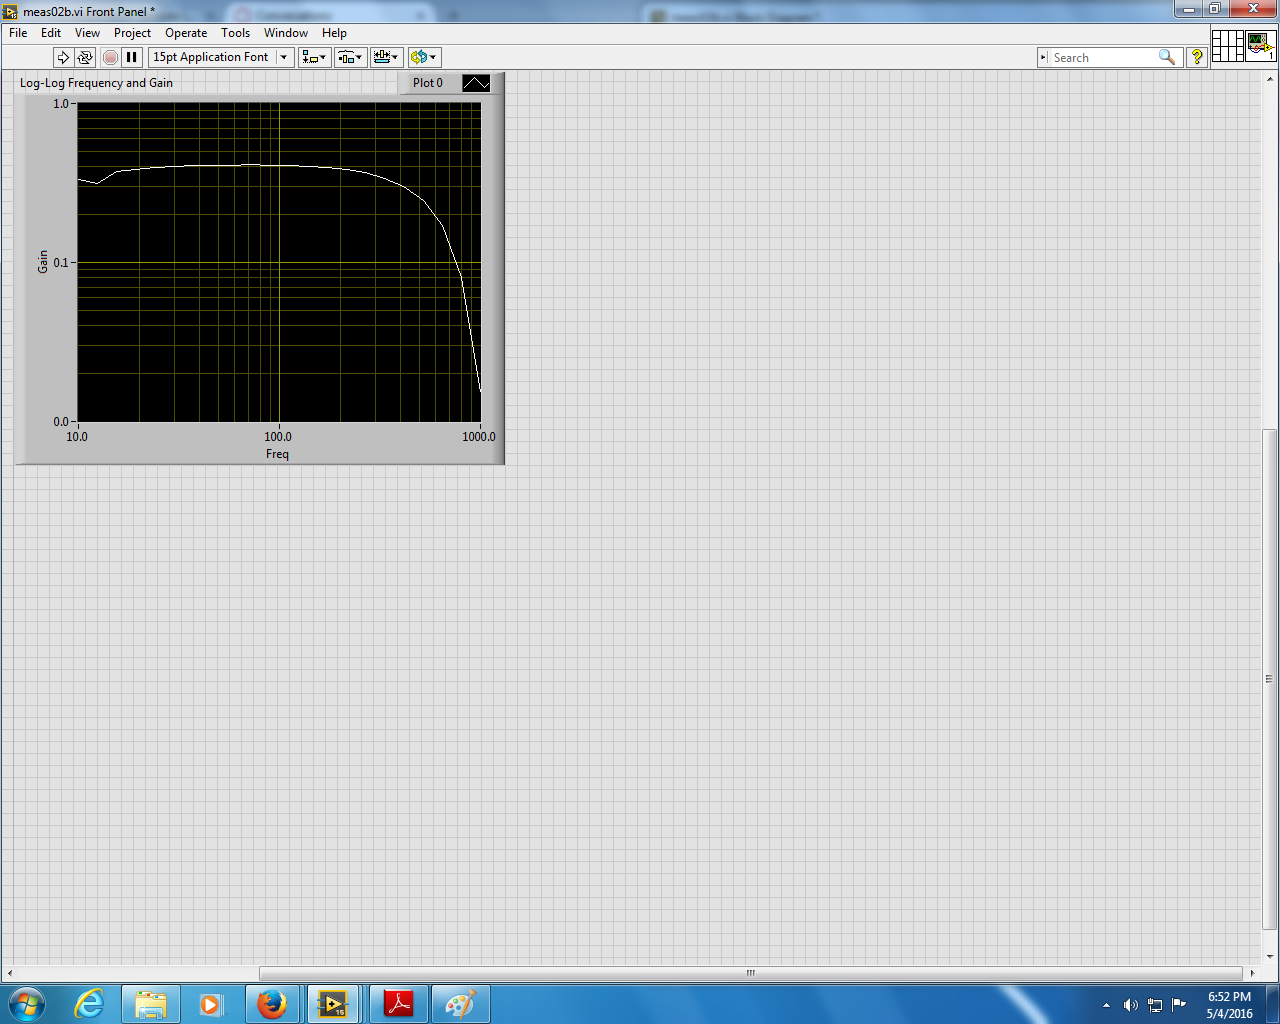 meas02b.vi Front Panel *
File Edit View Project Operate Tools Window Help
15pt Application Font
Search
?
1
Log-Log Frequency and Gain
Plot 0
1.0
0.1
0.0
Gain
10.0 100.0 1000.0
Freq
15
6:52 PM
5/4/2016